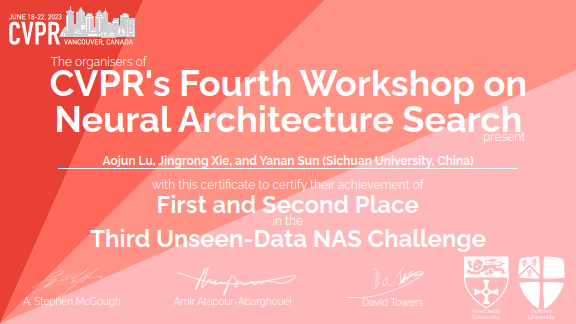 JUNE 18-22, 2023
CVPR
VANCOUVER, CANADA
The organisers of
CVPR's Fourth Workshop on
Neural Architecture Search
present
Aojun Lu, Jingrong Xie, and Yanan Sun (Sichuan University, China)
with this certificate to certify their achievement of
First and Second Place
in the
Third Unseen-Data NAS Challenge
A. Stephen McGough
Amir Atapour-Abarghouei
David Towers
Newcastle
University
Durham
University